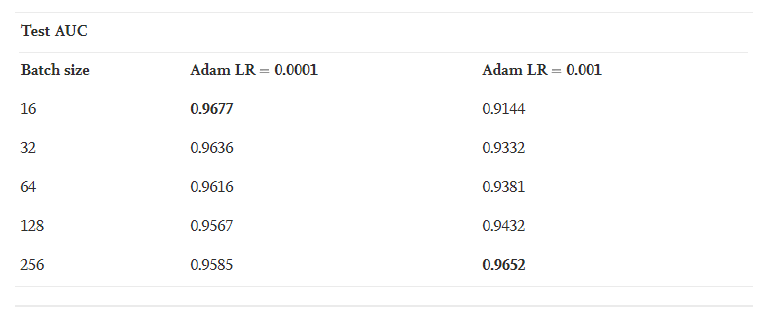 Test AUC
Batch size Adam LR = 0.0001 Adam LR = 0.001
16 0.9677 0.9144
32 0.9636 0.9332
64 0.9616 0.9381
128 0.9567 0.9432
256 0.9585 0.9652